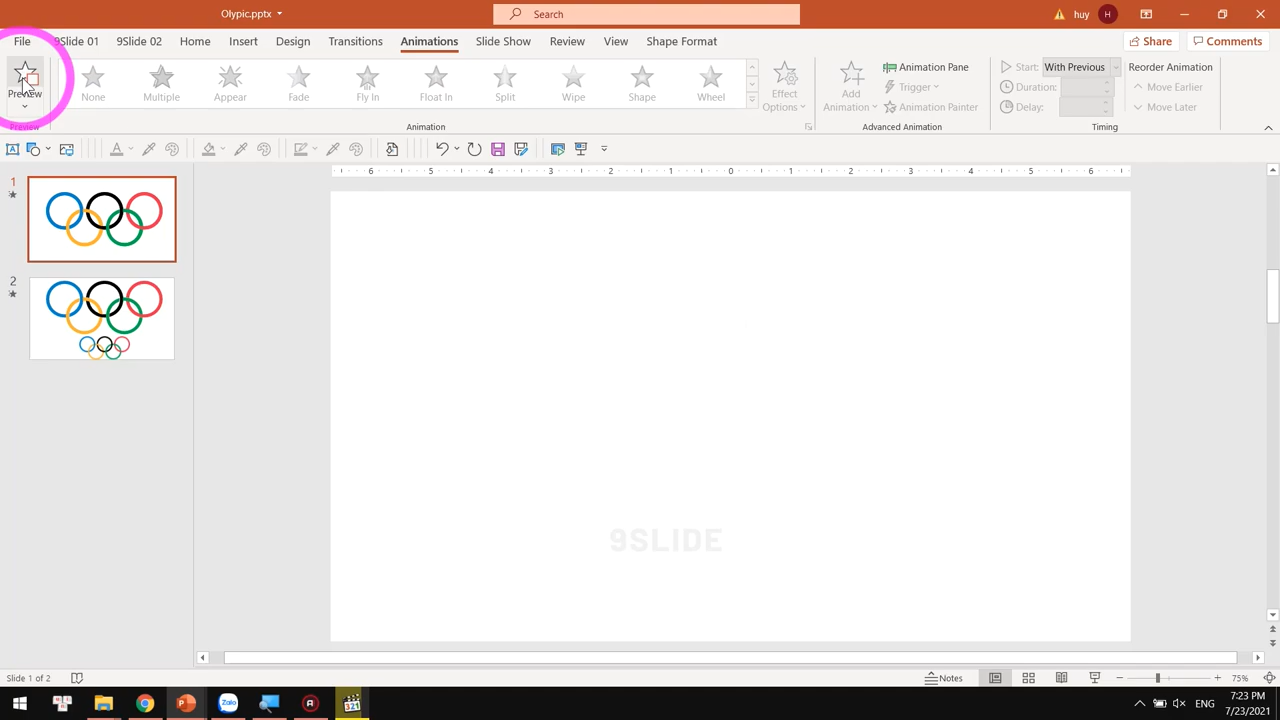 Olypic.pptx
Search
huy
H
File
9Slide 01
9Slide 02
Home
Insert
Design
Transitions
Animations
Slide Show
Review
View
Shape Format
Share
Comments
Preview
None
Multiple
Appear
Fade
Fly In
Float In
Split
Wipe
Shape
Wheel
Effect
Options
Add
Animation
Animation Pane
Trigger
Animation Painter
Start:
With Previous
Duration:
Delay:
Reorder Animation
Move Earlier
Move Later
Preview
Animation
Advanced Animation
Timing
6 5 4 3 2 1 0 1 2 3 4 5 6
1
2
9SLIDE
Slide 1 of 2
Notes
75%
Zalo
321
ENG
7:23 PM
7/23/2021